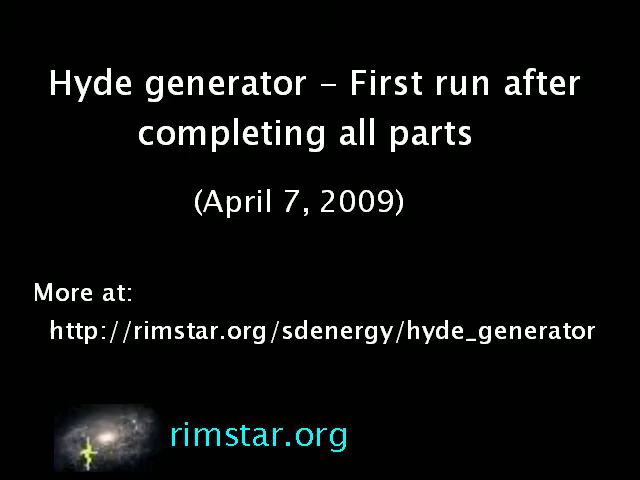 Hyde generator – First run after
completing all parts
(April 7, 2009)
More at:
http://rimstar.org/sdenergy/hyde_generator
rimstar.org